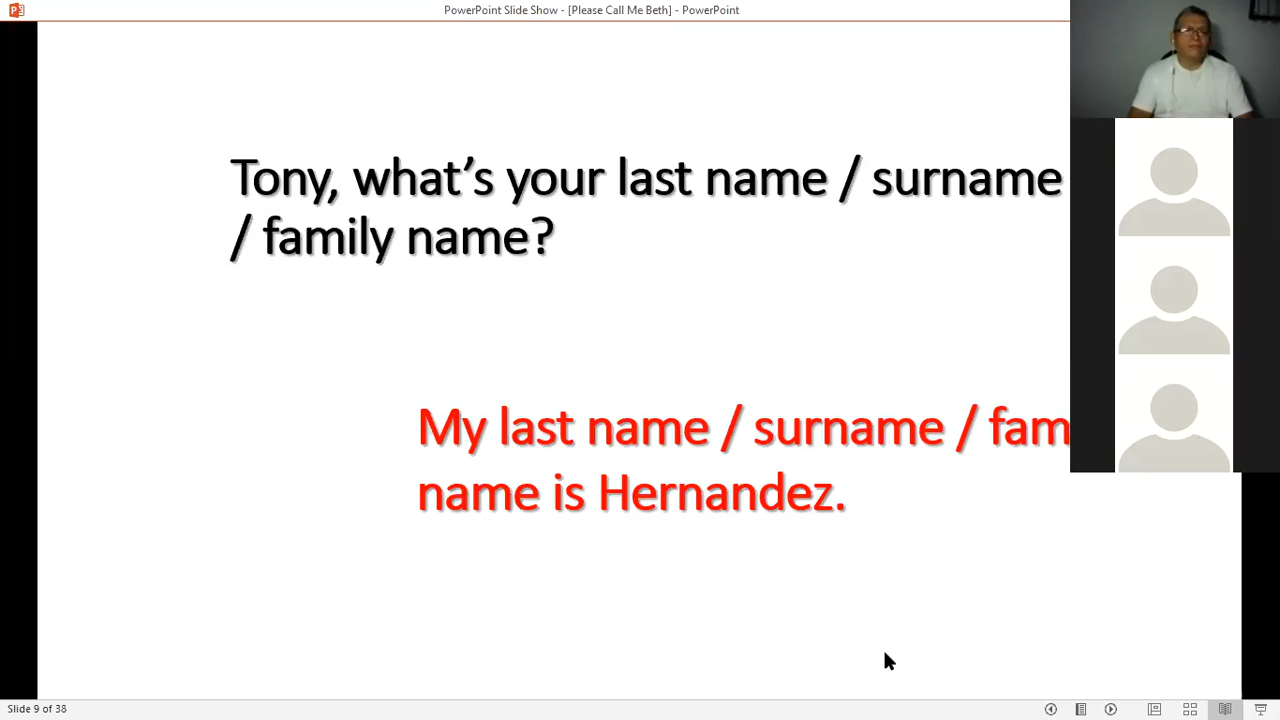 PowerPoint Slide Show - [Please Call Me Beth] - PowerPoint
Tony, what's your last name / surname
/ family name?
My last name / surname / fam
name is Hernandez.
Slide 9 of 38